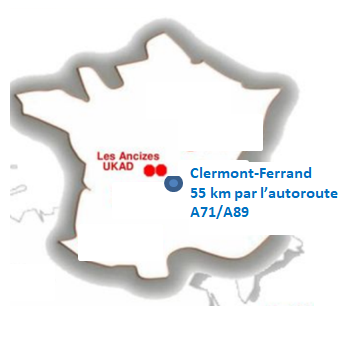 Les Ancizes
UKAD
Clermont-Ferrand
55 km par l’autoroute
A71/A89